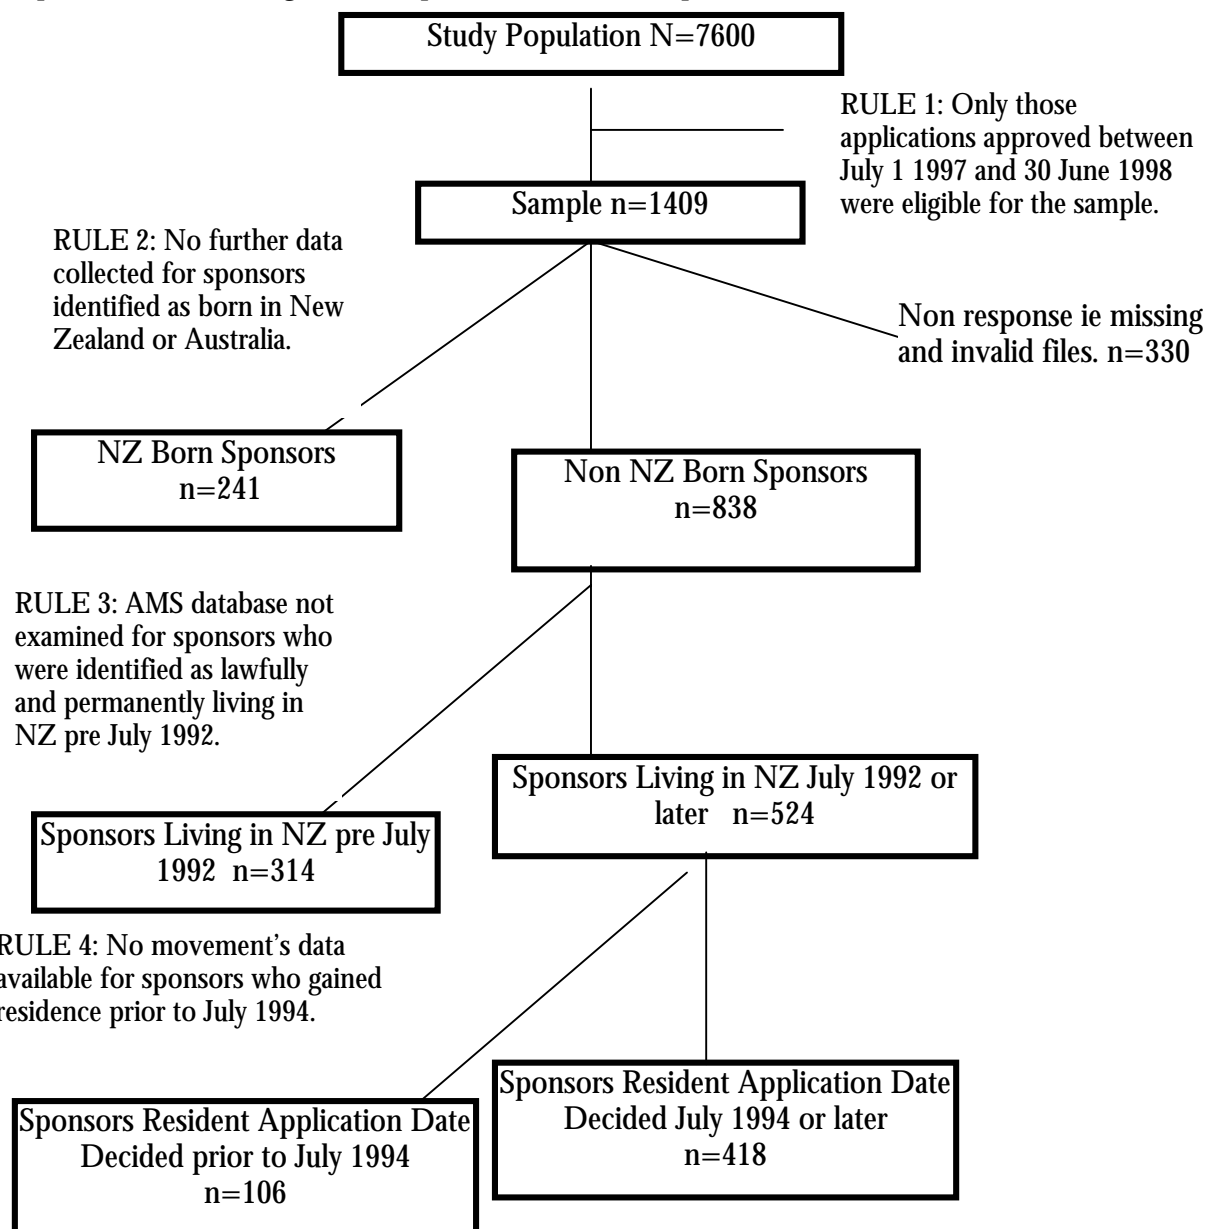 Study Population N=7600
RULE 1: Only those
applications approved between
July 1 1997 and 30 June 1998
were eligible for the sample.
Sample n=1409
RULE 2: No further data
collected for sponsors
identified as born in New
Zealand or Australia.
Non response ie missing
and invalid files. n=330
NZ Born Sponsors
n=241
Non NZ Born Sponsors
n=838
RULE 3: AMS database not
examined for sponsors who
were identified as lawfully
and permanently living in
NZ pre July 1992.
Sponsors Living in NZ July 1992 or
later n=524
Sponsors Living in NZ pre July
1992 n=314
RULE 4: No movement's data
available for sponsors who gained
residence prior to July 1994.
Sponsors Resident Application Date
Decided July 1994 or later
n=418
Sponsors Resident Application Date
Decided prior to July 1994
n=106